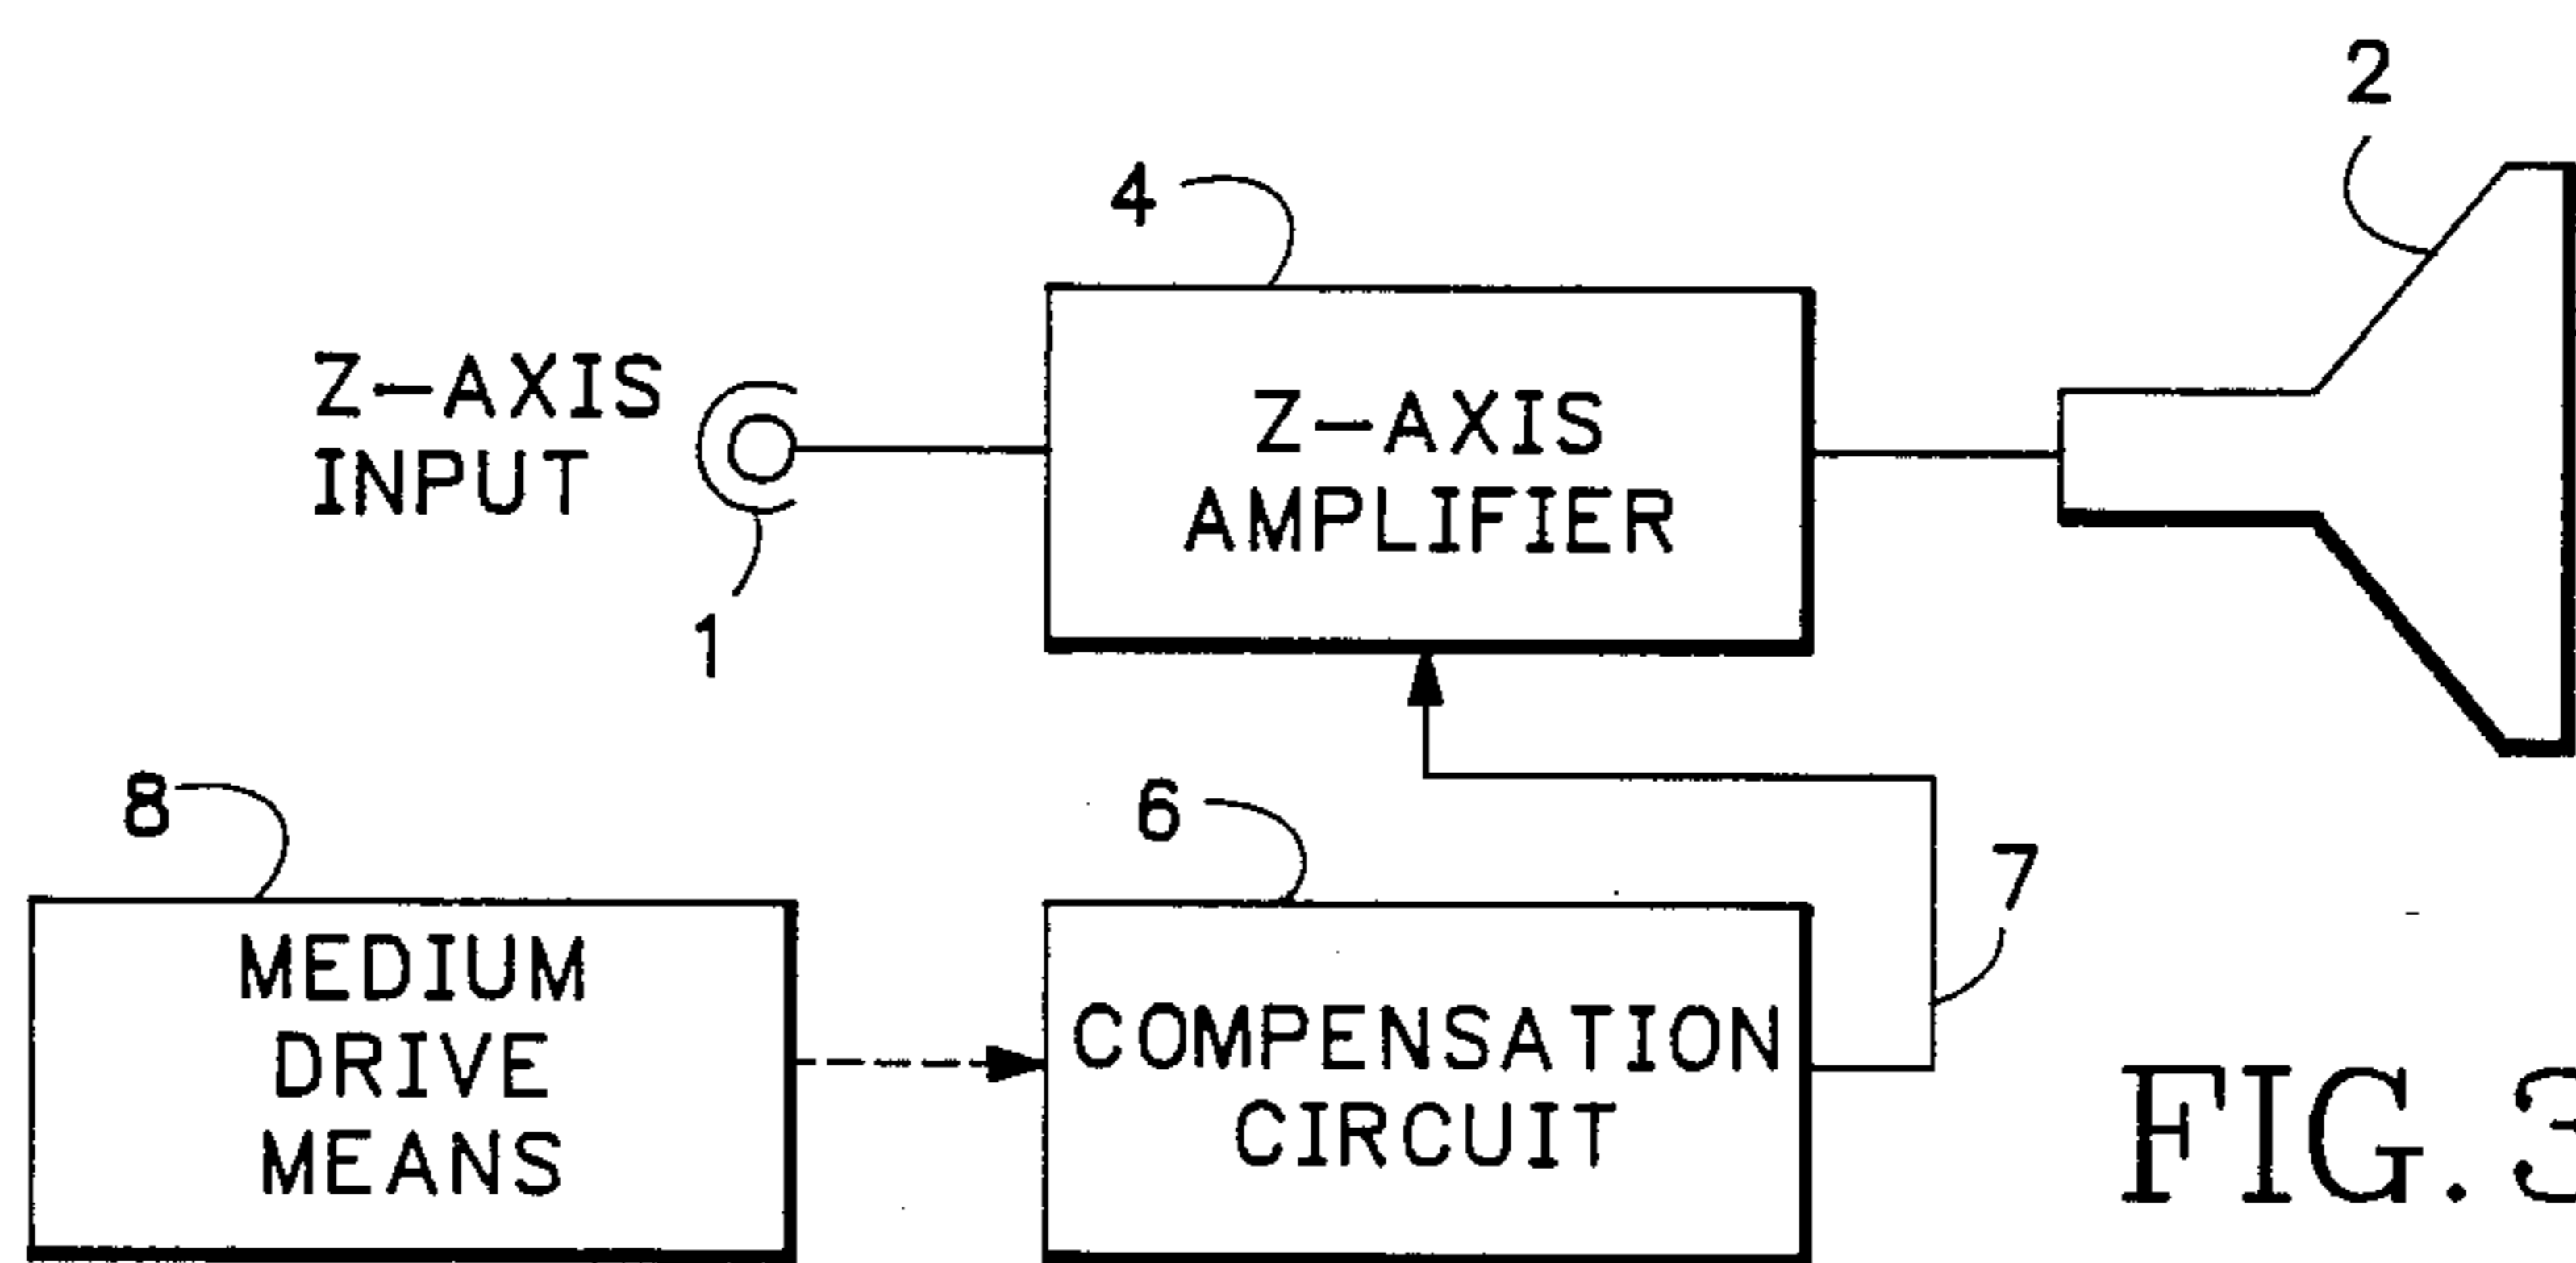 2
4
Z-AXIS
INPUT
Z-AXIS
AMPLIFIER
1
8
6
7
MEDIUM
DRIVE
MEANS
COMPENSATION
CIRCUIT
FIG. 3